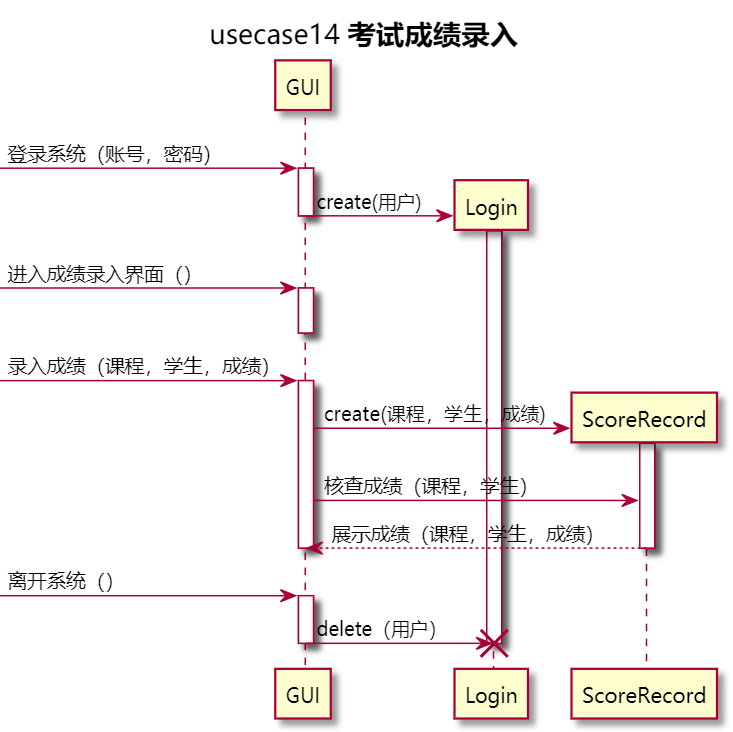 usecase14 考试成绩录入
GUI
登录系统（账号，密码）
create(用户)
Login
进入成绩录入界面（）
录入成绩（课程，学生，成绩）
create(课程，学生，成绩)
ScoreRecord
核查成绩（课程，学生）
展示成绩（课程，学生，成绩）
离开系统（）
delete（用户）
GUI
Login
ScoreRecord